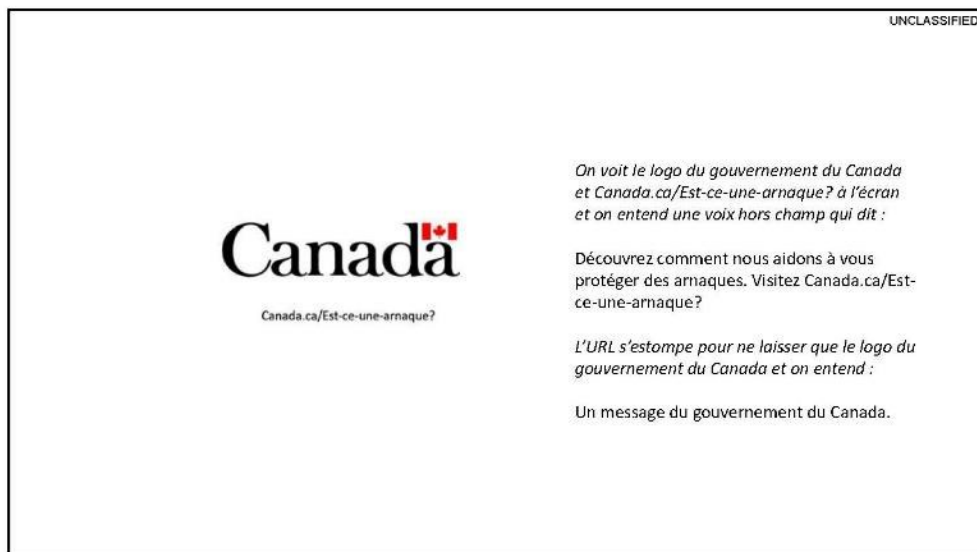 UNCLASSIFIED
Canada
Canada.ca/Est-ce-une-arnaque?
On voit le logo du gouvernement du Canada
et Canada.ca/Est-ce-une-arnaque? à l'écran
et on entend une voix hors champ qui dit :
Découvrez comment nous aidons à vous
protéger des arnaques. Visitez Canada.ca/Est-
ce-une-arnaque?
L'URL s'estompe pour ne laisser que le logo du
gouvernement du Canada et on entend :
Un message du gouvernement du Canada.